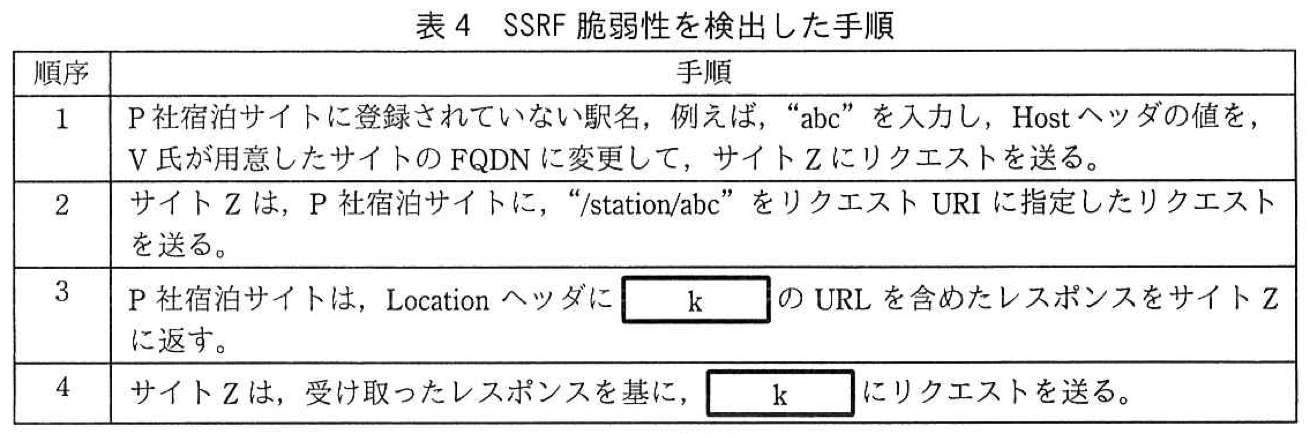 表4 SSRF 脆弱性を検出した手順
順序
手順
1
P社宿泊サイトに登録されていない駅名，例えば，“abc”を入力し，Host ヘッダの値を，
V 氏が用意したサイトの FQDN に変更して，サイト Z にリクエストを送る。
2
サイト Z は，P 社宿泊サイトに，“/station/abc”をリクエスト URI に指定したリクエスト
を送る。
3
P 社宿泊サイトは，Location ヘッダに k の URL を含めたレスポンスをサイト Z
に返す。
4
サイト Z は，受け取ったレスポンスを基に， k にリクエストを送る。